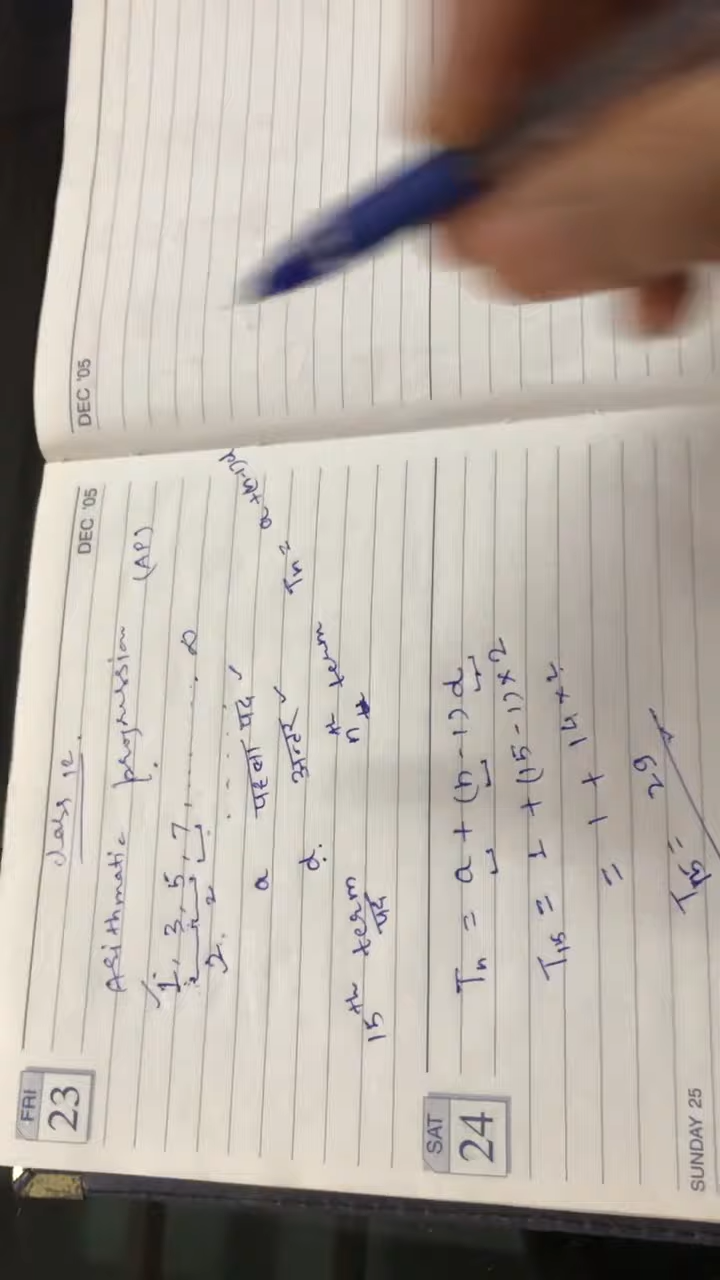 DEC '05
DEC '05
FRI
23
class 12.
Arithmatic progression (AP)
1, 3, 5, 7, ........ ∞
2. 2 2
a पहला पद ✓
d. अन्तर ✓ Tn = a+(n-1)d
15th term nth term
पद
SAT
24
Tn = a + (n-1)d
T15 = 1 + (15-1)×2
= 1 + 14×2
T15 = 29
SUNDAY 25